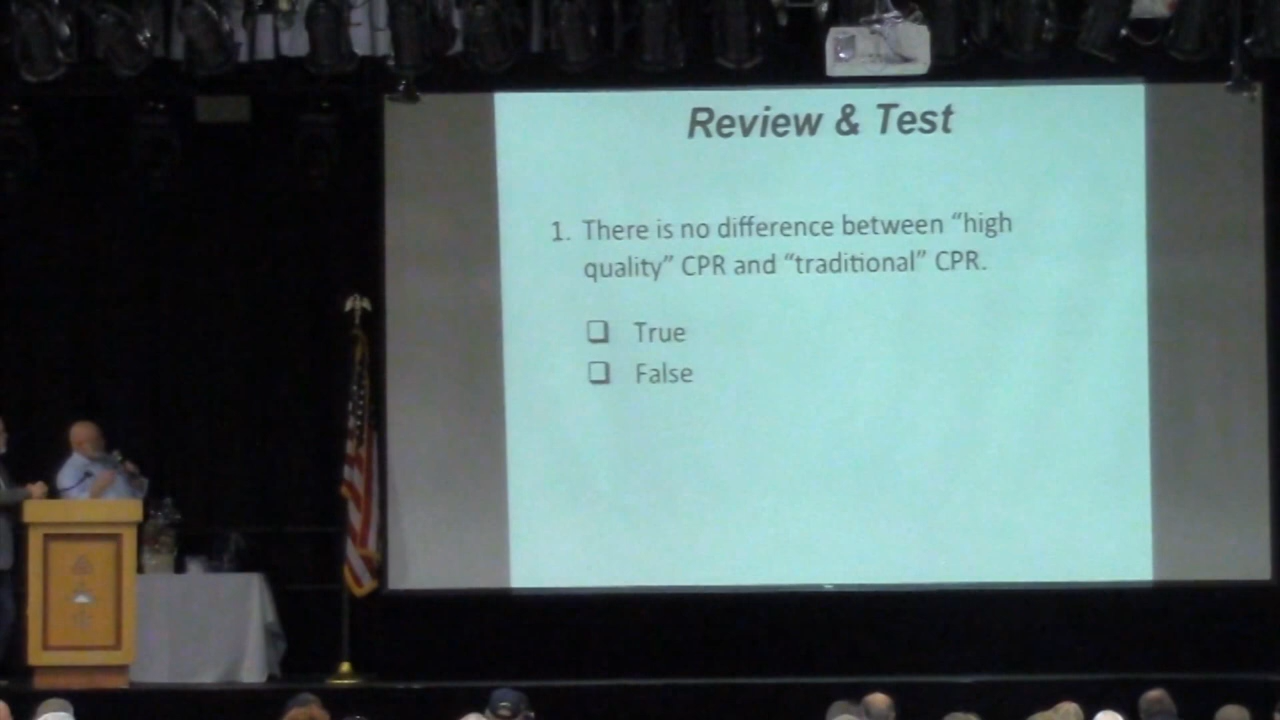 Review & Test
1. There is no difference between “high
quality” CPR and “traditional” CPR.
❑ True
❑ False